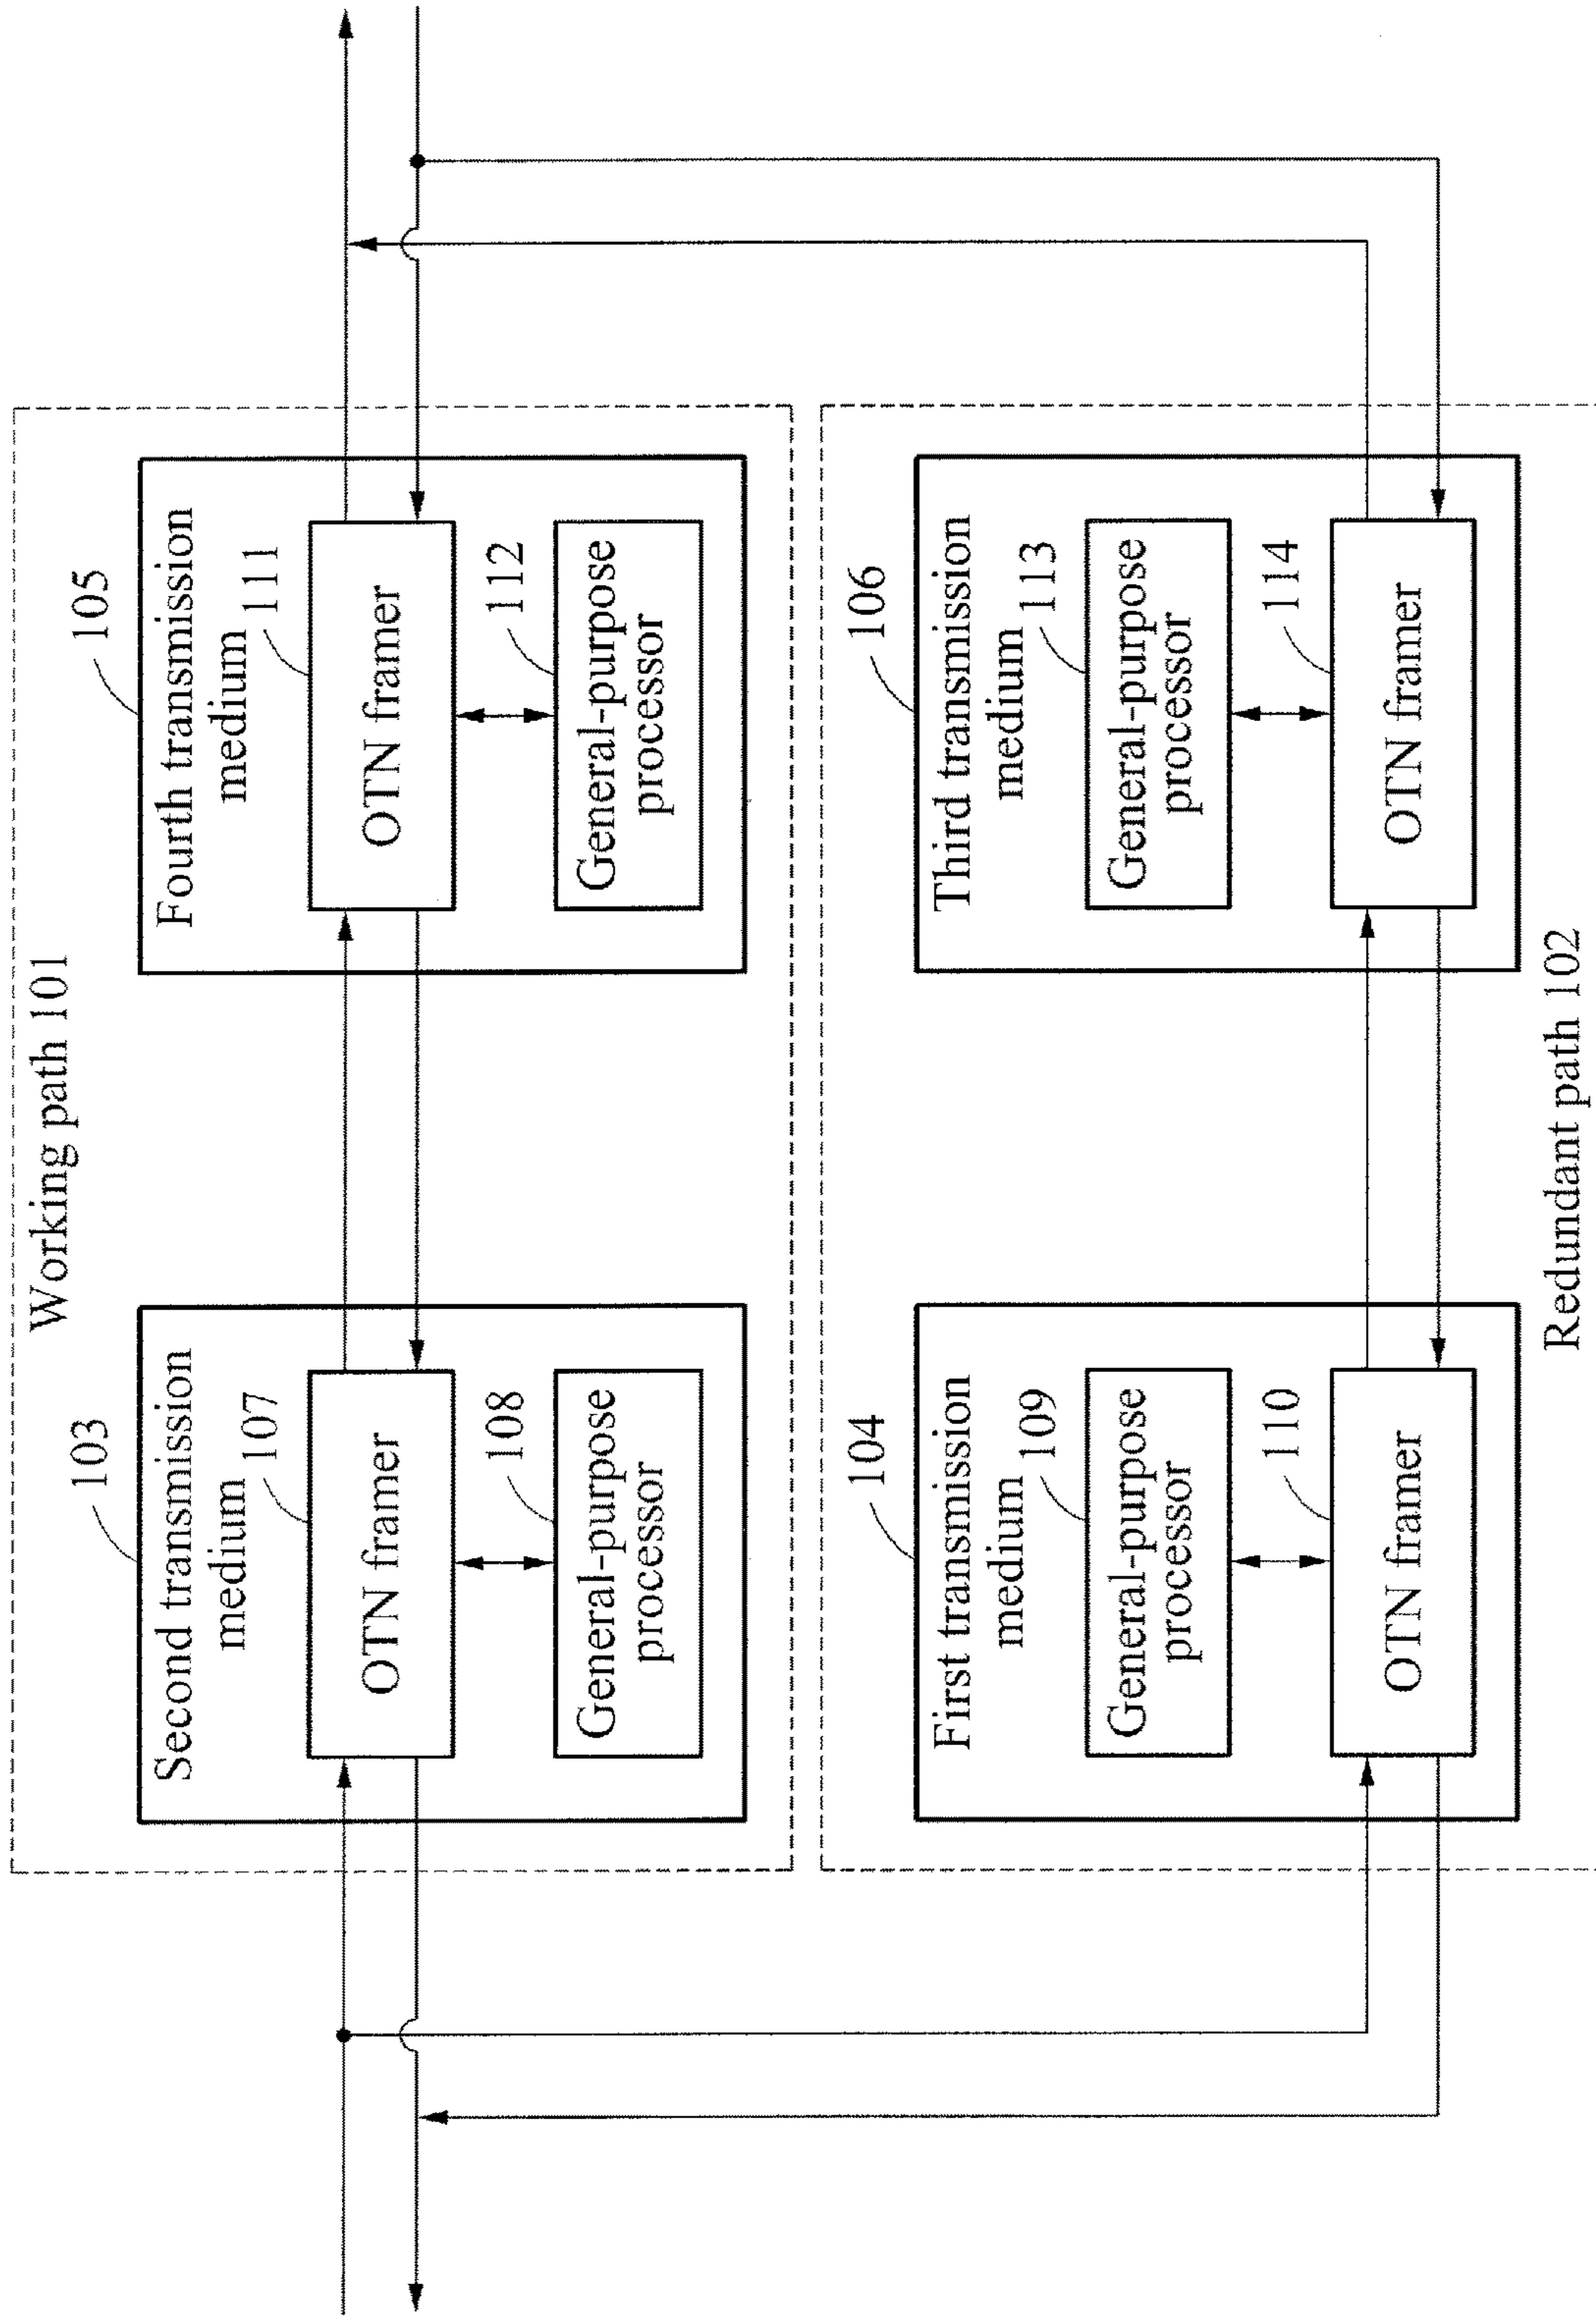 Working path 101
103
Second transmission
medium
107
OTN framer
108
General-purpose
processor
105
Fourth transmission
medium
111
OTN framer
112
General-purpose
processor
104
First transmission
medium
109
General-purpose
processor
110
OTN framer
106
Third transmission
medium
113
General-purpose
processor
114
OTN framer
Redundant path 102